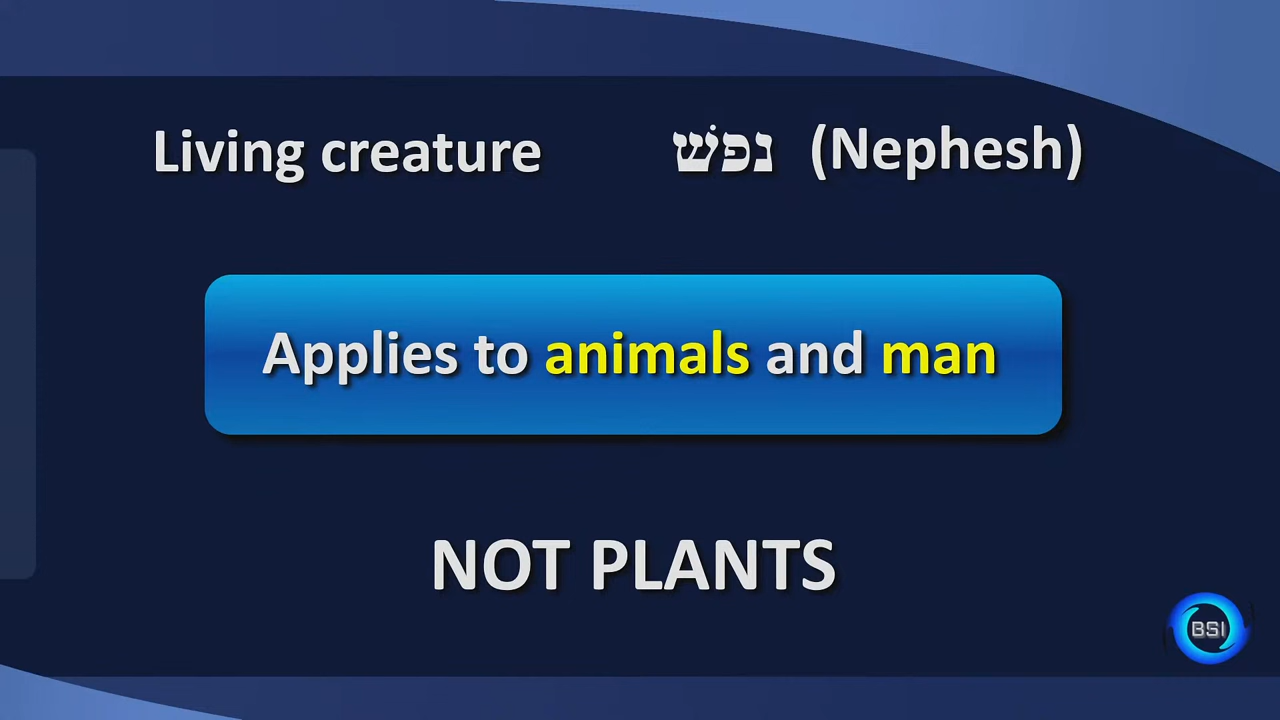 Living creature נפשׁ (Nephesh)
Applies to animals and man
NOT PLANTS
BSI